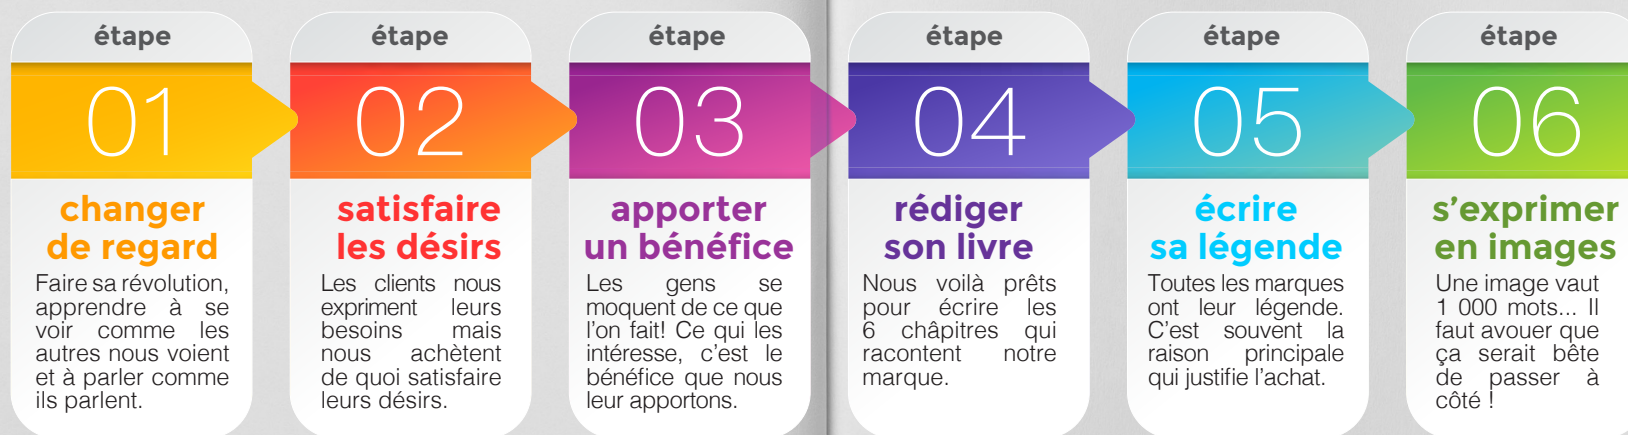 étape
01
changer
de regard
Faire sa révolution,
apprendre à se
voir comme les
autres nous voient
et à parler comme
ils parlent.
étape
02
satisfaire
les désirs
Les clients nous
expriment leurs
besoins mais
nous achètent
de quoi satisfaire
leurs désirs.
étape
03
apporter
un bénéfice
Les gens se
moquent de ce que
l'on fait! Ce qui les
intéresse, c'est le
bénéfice que nous
leur apportons.
étape
04
rédiger
son livre
Nous voilà prêts
pour écrire les
6 châpitres qui
racontent notre
marque.
étape
05
écrire
sa légende
Toutes les marques
ont leur légende.
C'est souvent la
raison principale
qui justifie l'achat.
étape
06
s'exprimer
en images
Une image vaut
1 000 mots... Il
faut avouer que
ça serait bête
de passer à
côté !